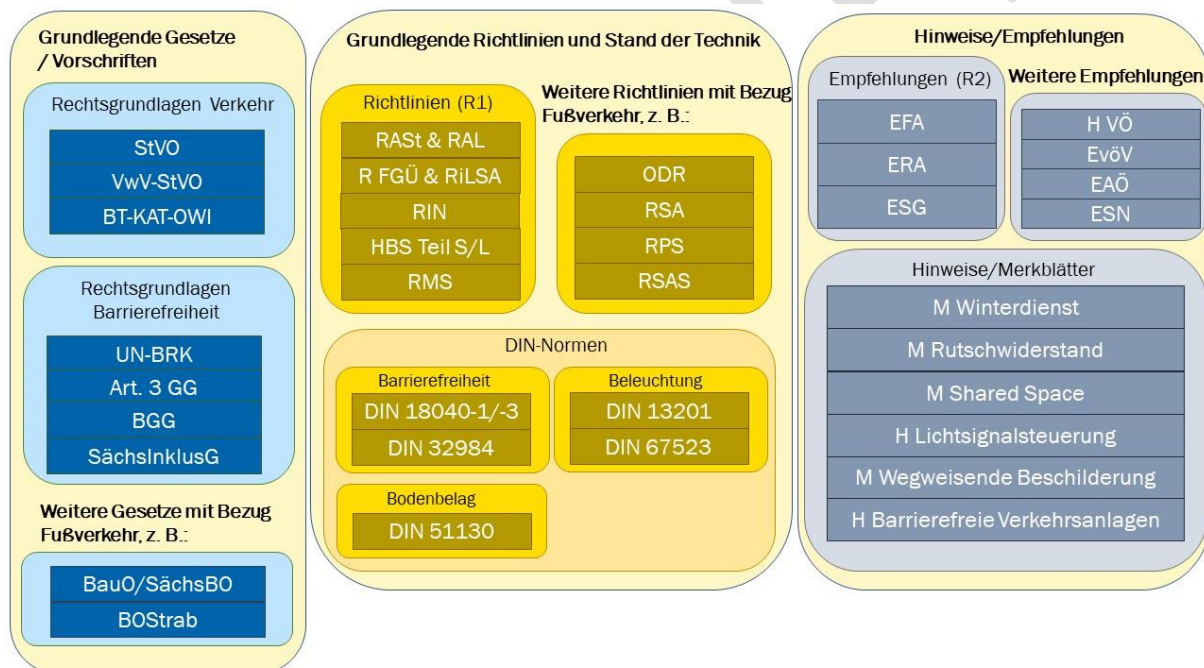 Grundlegende Gesetze
/ Vorschriften
Rechtsgrundlagen Verkehr
StVO
VwV-StVO
BT-KAT-OWI
Rechtsgrundlagen
Barrierefreiheit
UN-BRK
Art. 3 GG
BGG
SächsInklusG
Weitere Gesetze mit Bezug
Fußverkehr, z. B.:
BauO/SächsBO
BOStrab
Grundlegende Richtlinien und Stand der Technik
Richtlinien (R1)
RASt & RAL
R FGÜ & RiLSA
RIN
HBS Teil S/L
RMS
Weitere Richtlinien mit Bezug
Fußverkehr, z. B.:
ODR
RSA
RPS
RSAS
DIN-Normen
Barrierefreiheit
DIN 18040-1/-3
DIN 32984
Beleuchtung
DIN 13201
DIN 67523
Bodenbelag
DIN 51130
Hinweise/Empfehlungen
Empfehlungen (R2)
EFA
ERA
ESG
Weitere Empfehlungen
H VÖ
EvöV
EAÖ
ESN
Hinweise/Merkblätter
M Winterdienst
M Rutschwiderstand
M Shared Space
H Lichtsignalsteuerung
M Wegweisende Beschilderung
H Barrierefreie Verkehrsanlagen